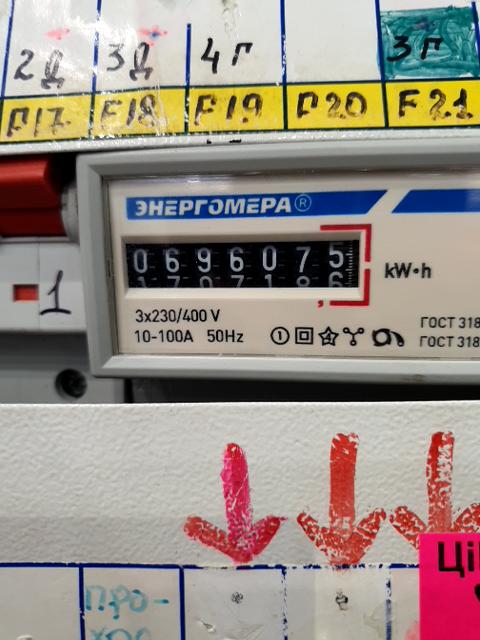 2Д 3Д 4Г 3Г
F17 F18 F19 P20 F21
ЭНЕРГОМЕРА®
0696075
kW•h
1
3x230/400 V
10-100A 50Hz
ГОСТ 318
ГОСТ 318
Ці
про-